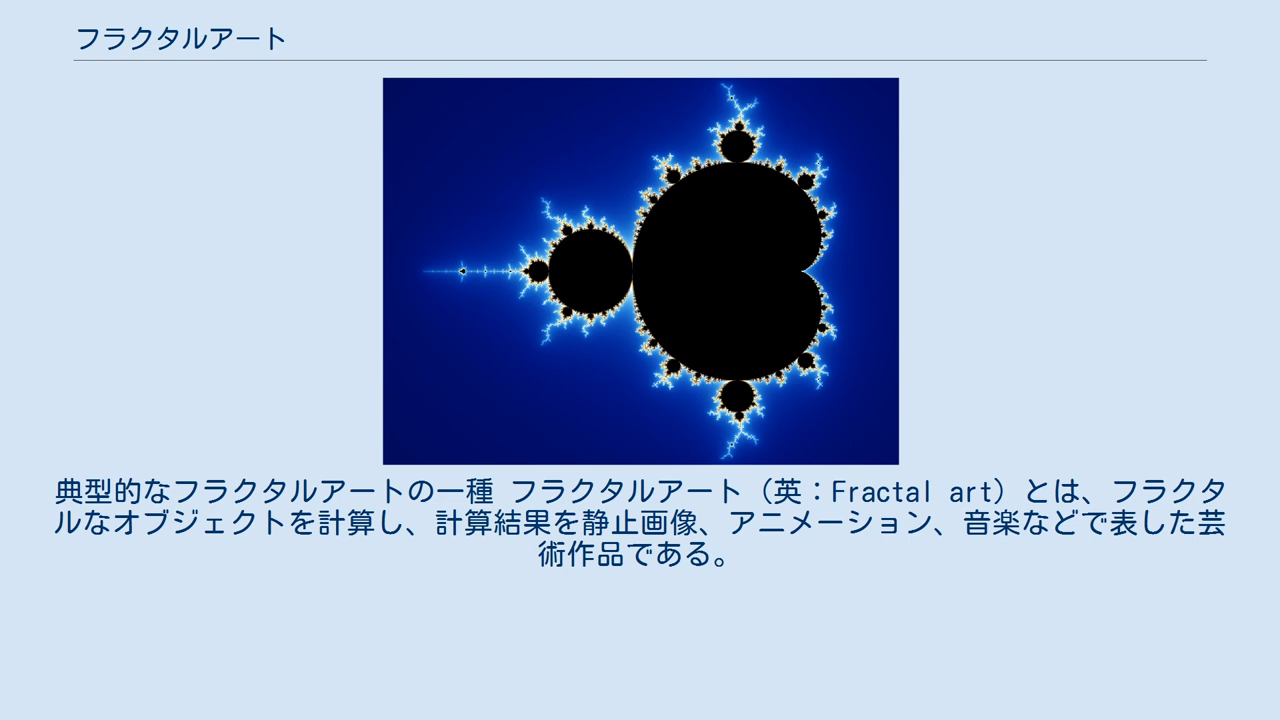 フラクタルアート
典型的なフラクタルアートの一種 フラクタルアート（英：Fractal art）とは、フラクタ
ルなオブジェクトを計算し、計算結果を静止画像、アニメーション、音楽などで表した芸
術作品である。